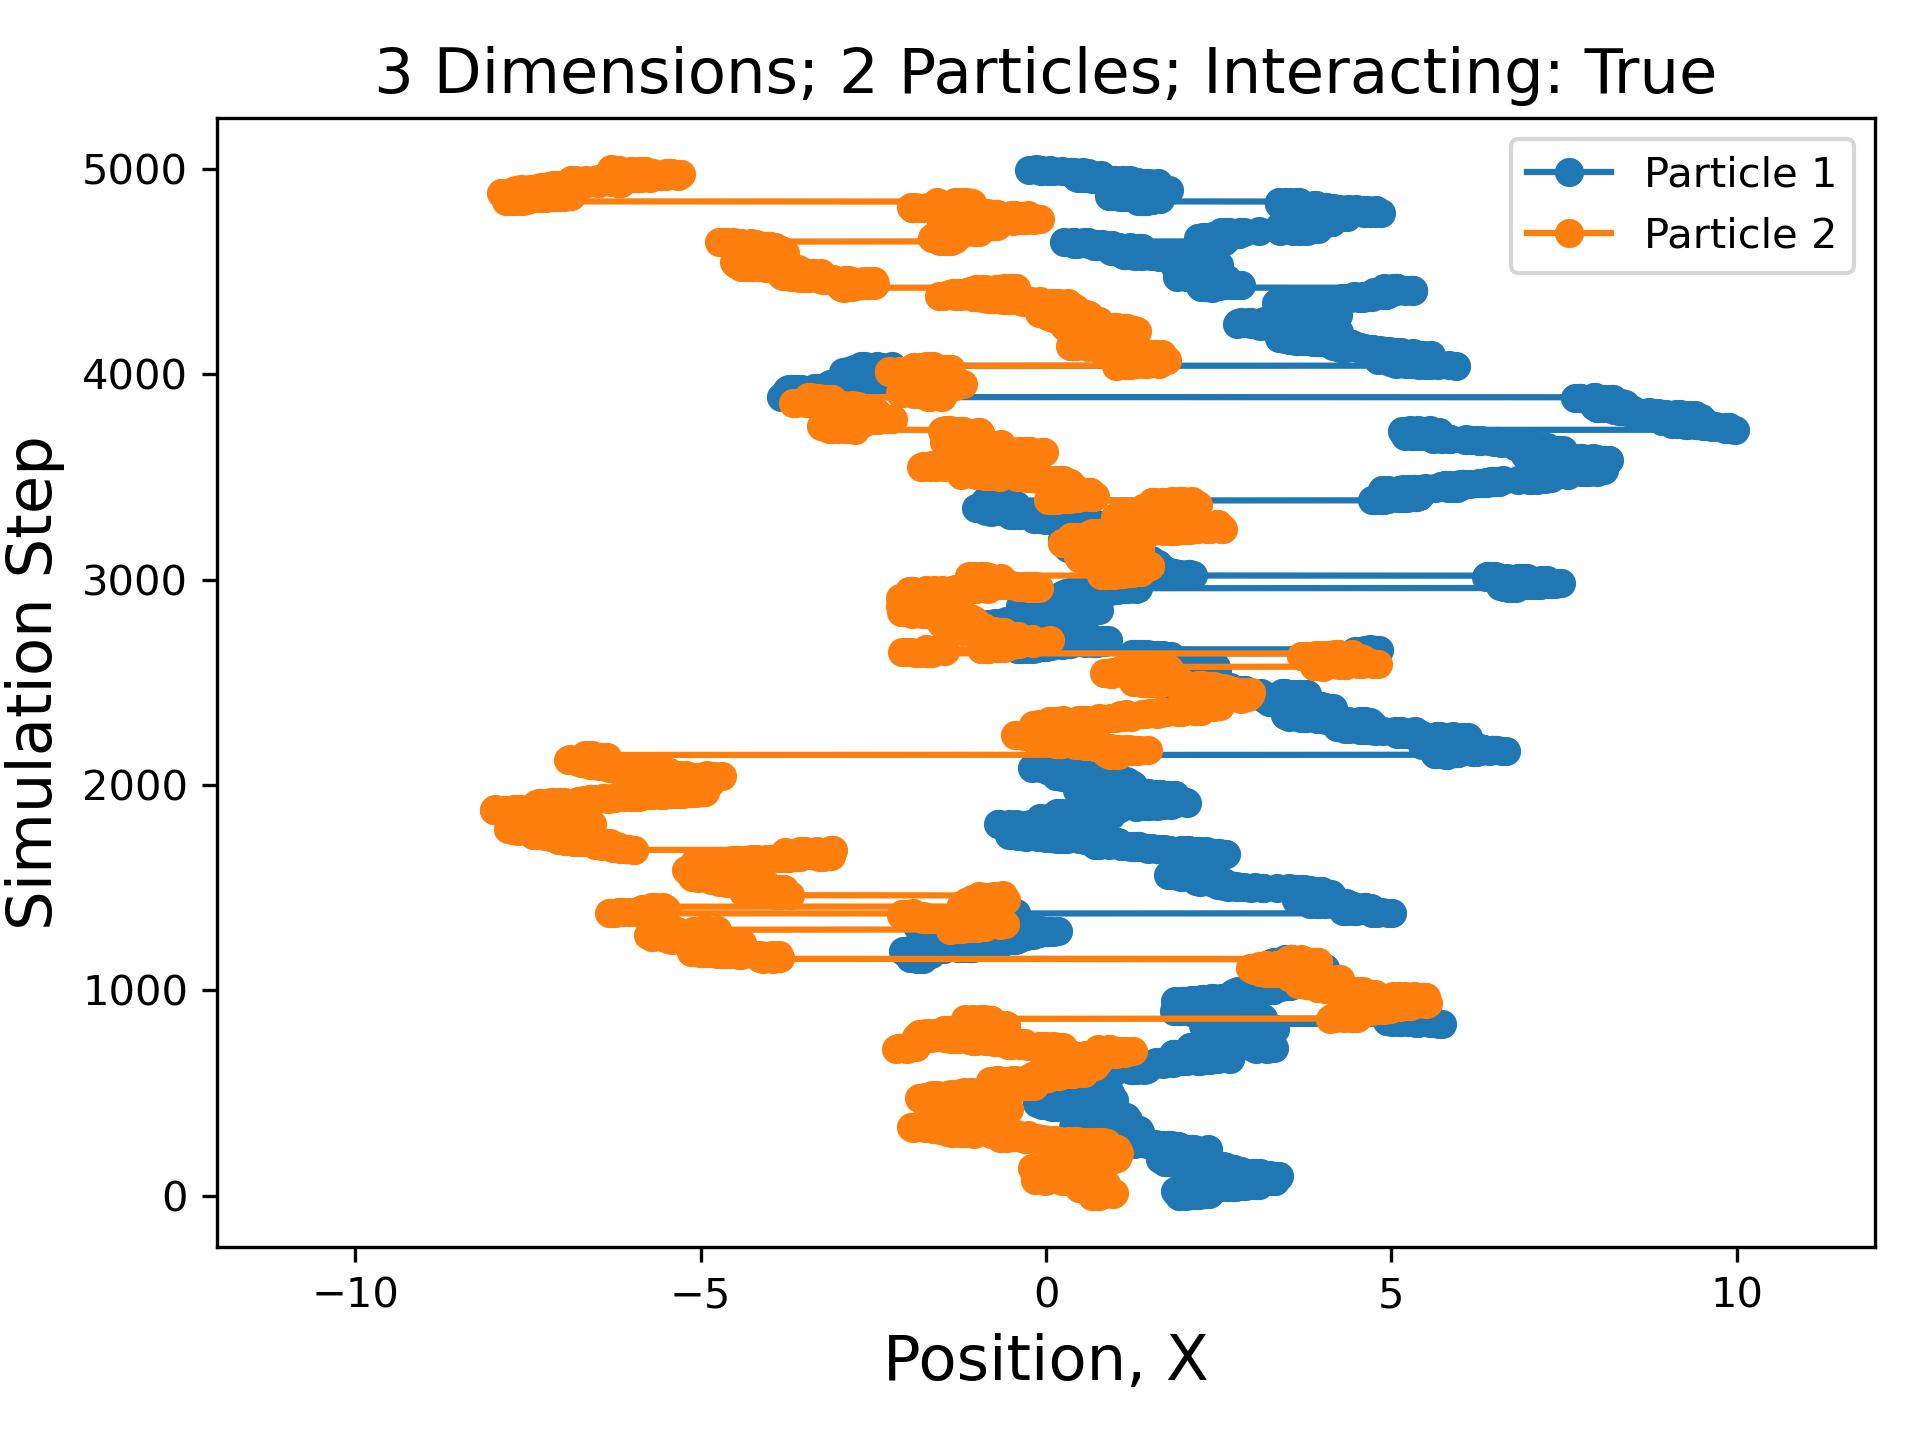 3 Dimensions; 2 Particles; Interacting: True
Particle 1
Particle 2
5000
4000
3000
2000
1000
0
Simulation Step
−10
−5
0
5
10
Position, X